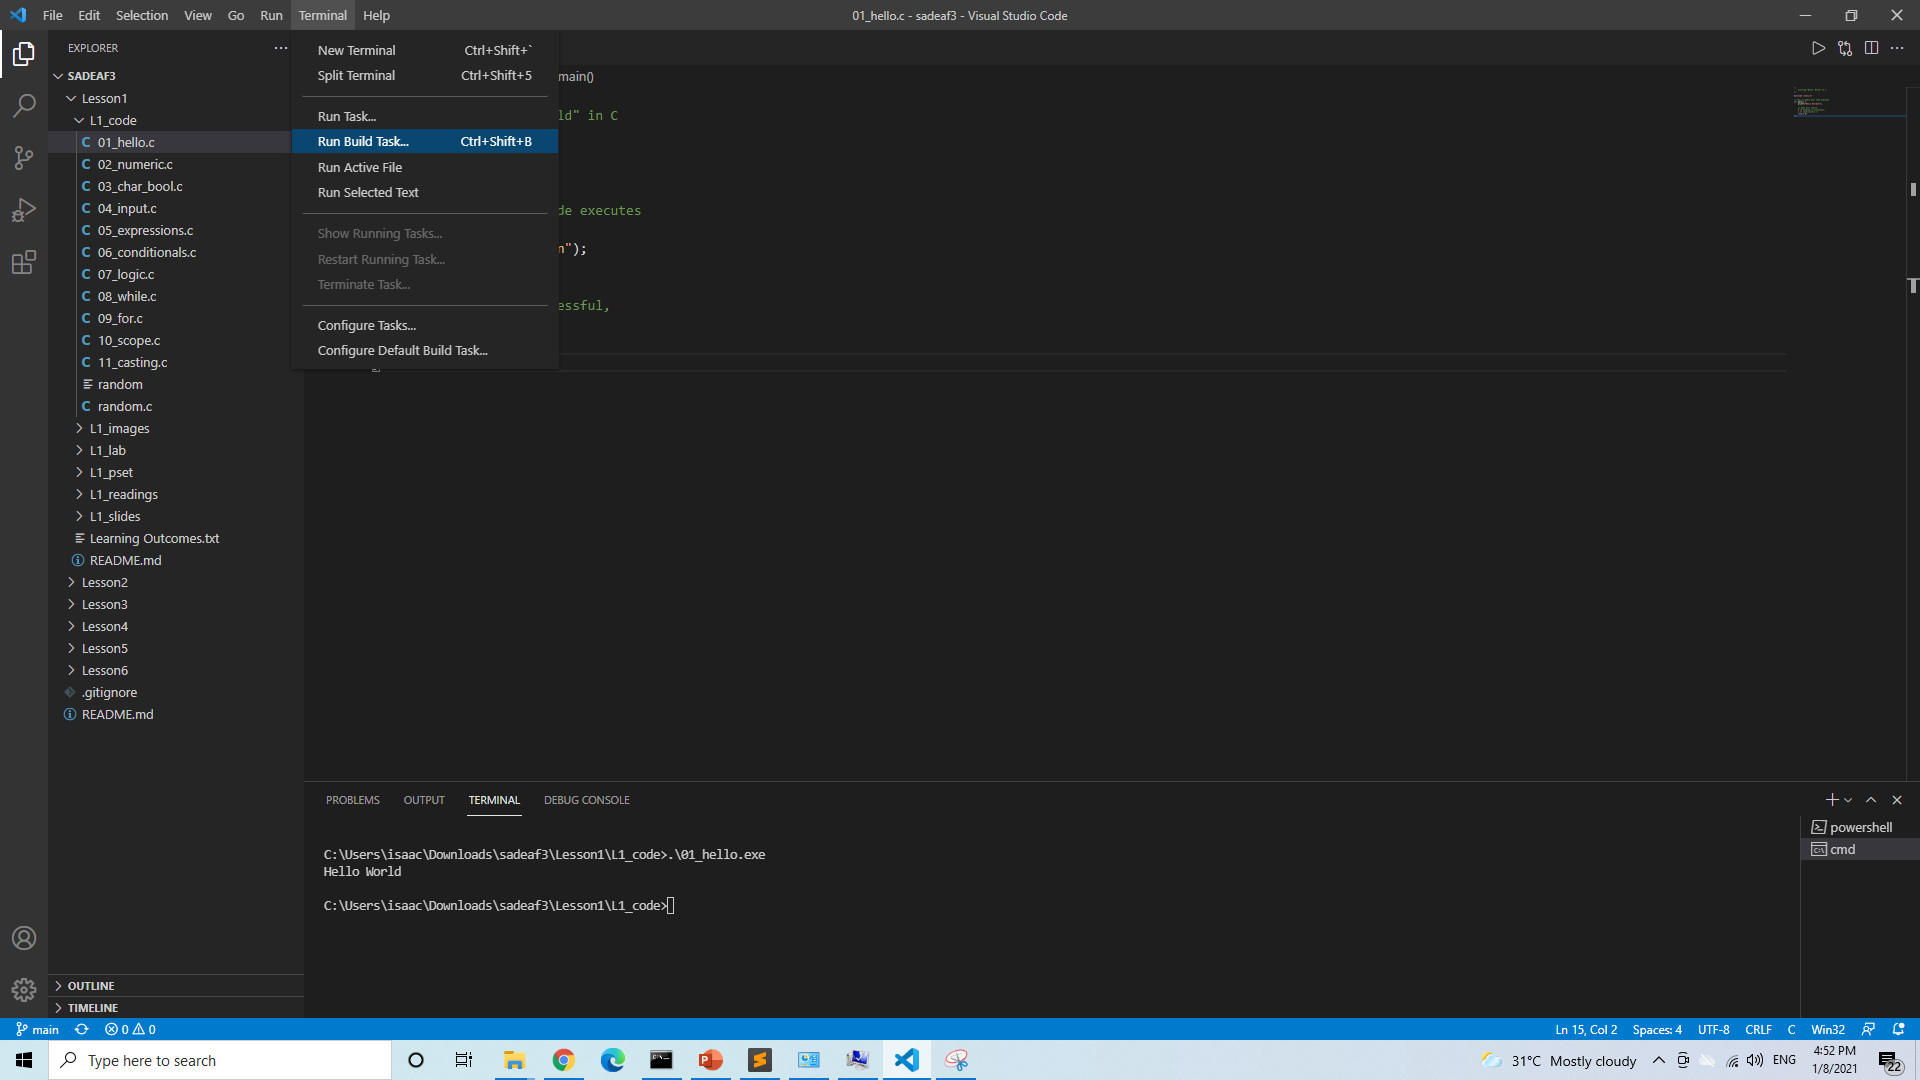 File Edit Selection View Go Run Terminal Help
01_hello.c - sadeaf3 - Visual Studio Code
EXPLORER
SADEAF3
Lesson1
L1_code
01_hello.c
02_numeric.c
03_char_bool.c
04_input.c
05_expressions.c
06_conditionals.c
07_logic.c
08_while.c
09_for.c
10_scope.c
11_casting.c
random
random.c
L1_images
L1_lab
L1_pset
L1_readings
L1_slides
Learning Outcomes.txt
README.md
Lesson2
Lesson3
Lesson4
Lesson5
Lesson6
.gitignore
README.md
OUTLINE
TIMELINE
New Terminal Ctrl+Shift+`
Split Terminal Ctrl+Shift+5
Run Task...
Run Build Task... Ctrl+Shift+B
Run Active File
Run Selected Text
Show Running Tasks...
Restart Running Task...
Terminate Task...
Configure Tasks...
Configure Default Build Task...
main()
ld" in C
de executes
n");
essful,
PROBLEMS OUTPUT TERMINAL DEBUG CONSOLE
C:\Users\isaac\Downloads\sadeaf3\Lesson1\L1_code>.\01_hello.exe
Hello World
C:\Users\isaac\Downloads\sadeaf3\Lesson1\L1_code>
powershell
cmd
main 0 0
Ln 15, Col 2 Spaces: 4 UTF-8 CRLF C Win32
Type here to search
31°C Mostly cloudy
ENG
4:52 PM
1/8/2021
22